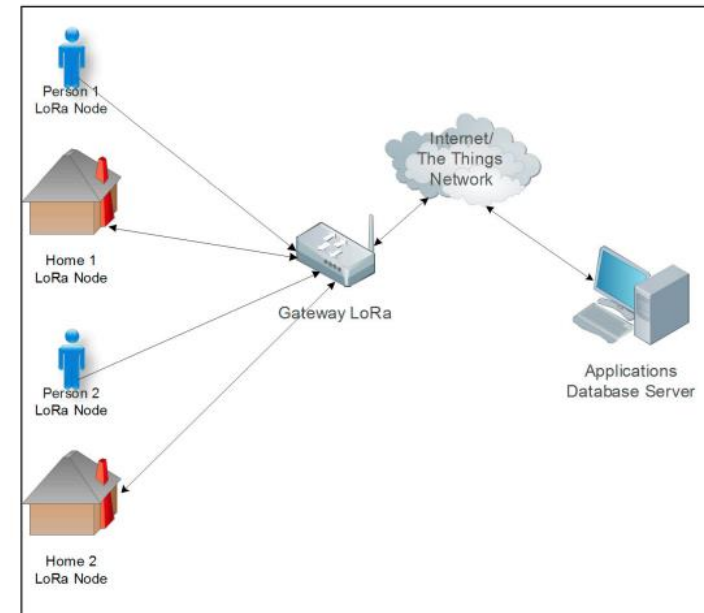 Person 1
LoRa Node
Home 1
LoRa Node
Person 2
LoRa Node
Home 2
LoRa Node
Gateway LoRa
Internet/
The Things
Network
Applications
Database Server